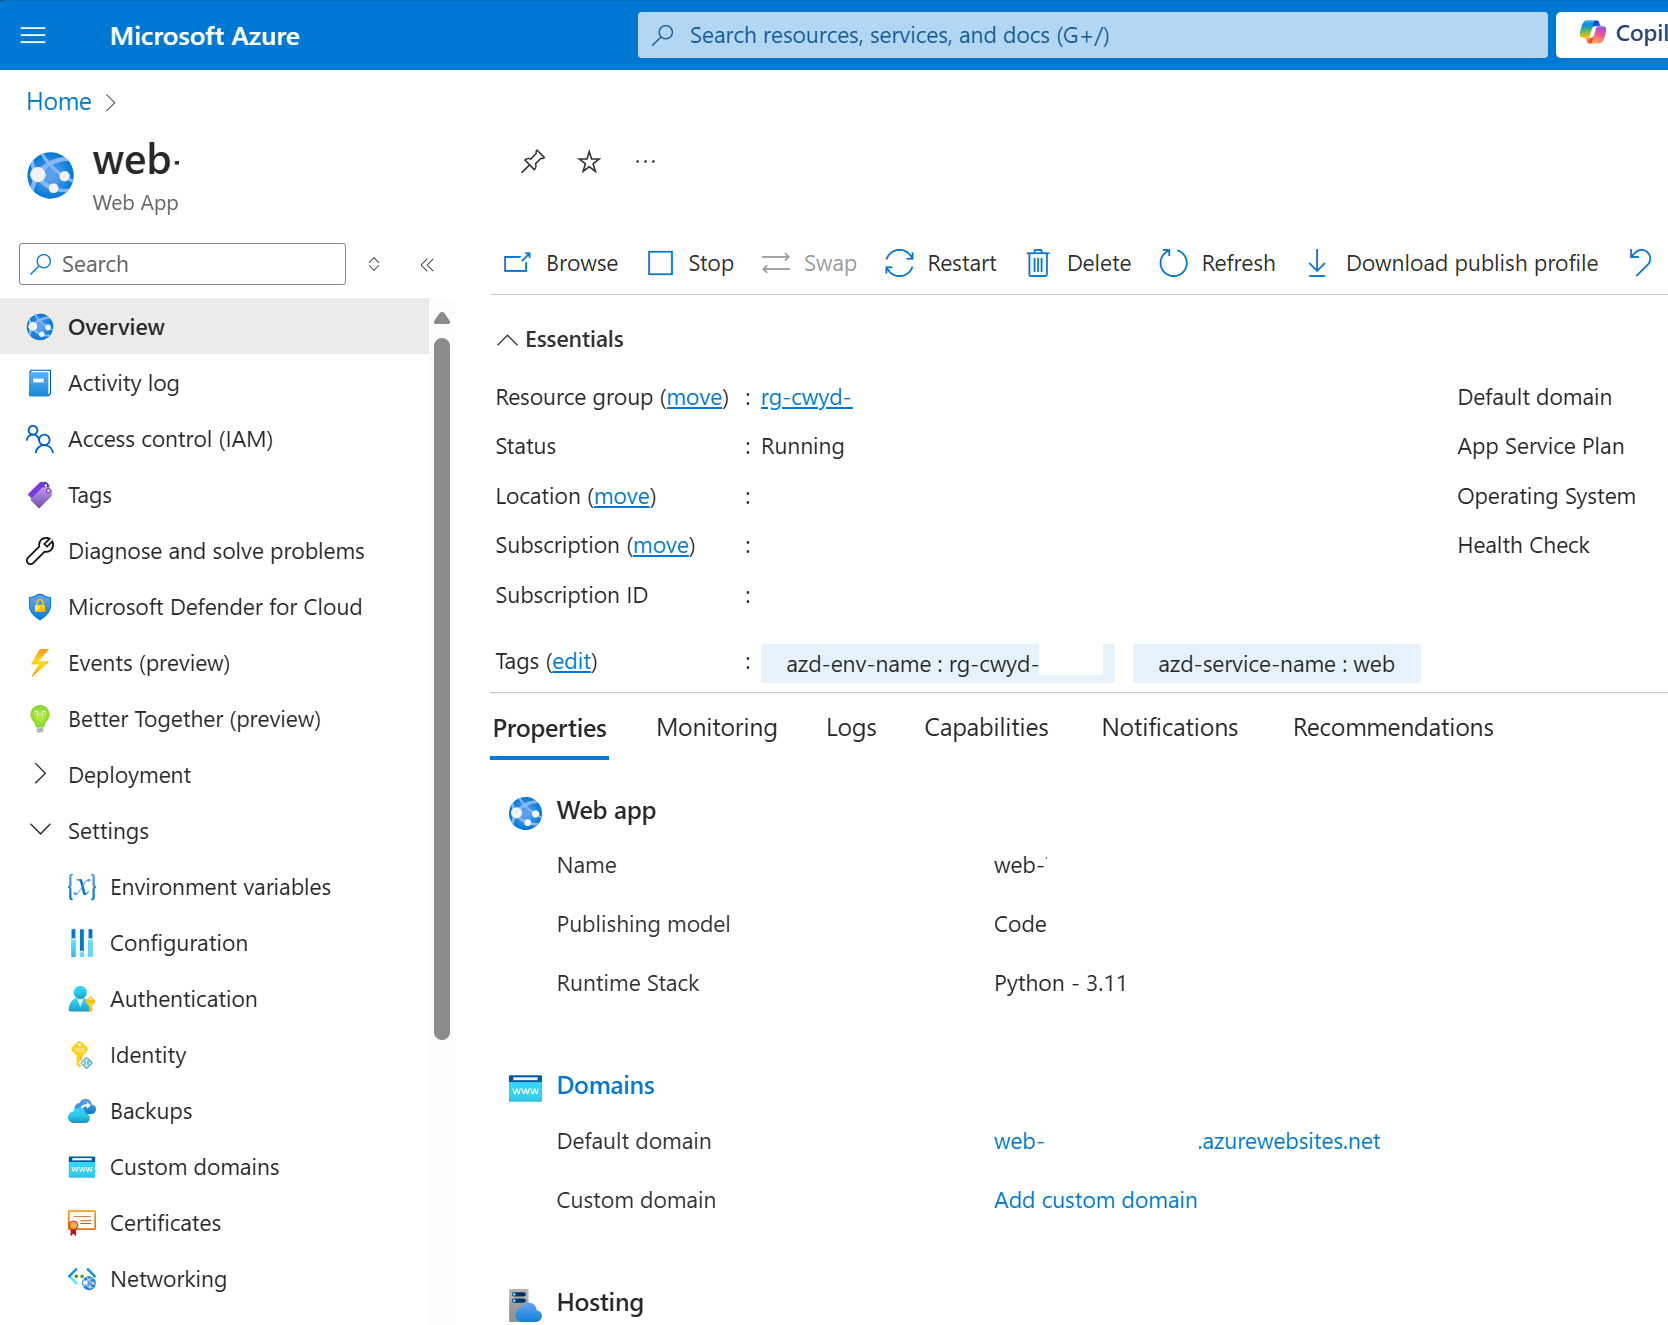 Microsoft Azure
Search resources, services, and docs (G+/)
Copil
Home
web-
Web App
Search
Browse
Stop
Swap
Restart
Delete
Refresh
Download publish profile
Overview
Activity log
Access control (IAM)
Tags
Diagnose and solve problems
Microsoft Defender for Cloud
Events (preview)
Better Together (preview)
Deployment
Settings
Environment variables
Configuration
Authentication
Identity
Backups
Custom domains
Certificates
Networking
Essentials
Resource group (move) : rg-cwyd-
Status : Running
Location (move) :
Subscription (move) :
Subscription ID :
Tags (edit) : azd-env-name : rg-cwyd- azd-service-name : web
Default domain
App Service Plan
Operating System
Health Check
Properties Monitoring Logs Capabilities Notifications Recommendations
Web app
Name web-
Publishing model Code
Runtime Stack Python - 3.11
www Domains
Default domain web- .azurewebsites.net
Custom domain Add custom domain
Hosting